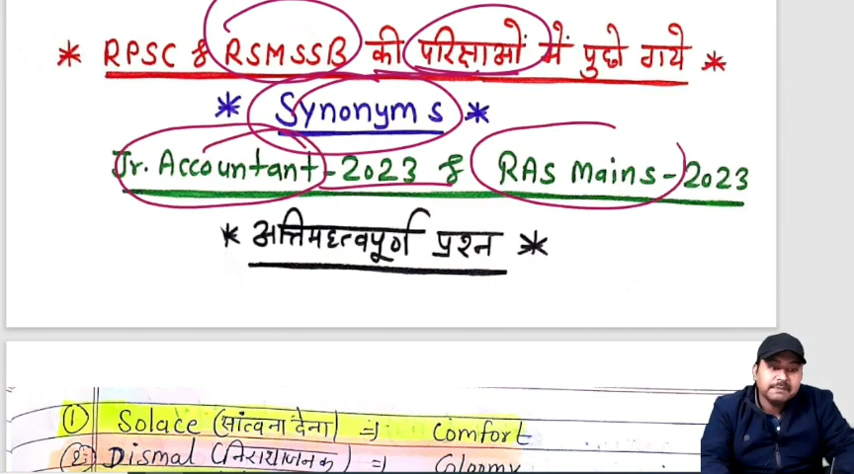 * RPSC & RSMSSB की परिक्षाओं में पुछे गये *
* Synonyms *
Jr. Accountant-2023 & RAS Mains-2023
* अतिमहत्वपूर्ण प्रश्न *
① Solace (सांत्वना देना) ⇒ Comfort
② Dismal (निराशाजनक) ⇒ Gloomy